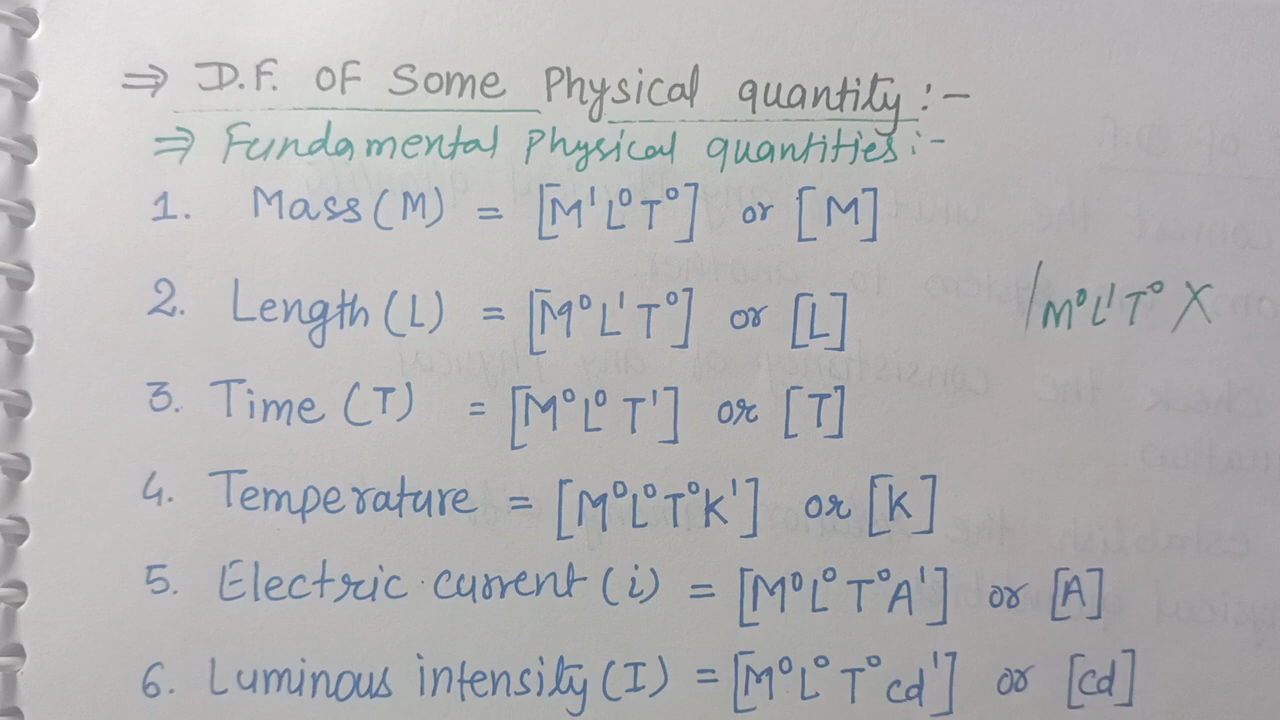 ⇒ D.F. OF Some Physical quantity :-
⇒ Fundamental Physical quantities :-
1. Mass (M) = [M¹L⁰T⁰] or [M]
2. Length (L) = [M⁰L¹T⁰] or [L]
/M⁰L¹T⁰ X
3. Time (T) = [M⁰L⁰T¹] or [T]
4. Temperature = [M⁰L⁰T⁰K¹] or [K]
5. Electric current (i) = [M⁰L⁰T⁰A¹] or [A]
6. Luminous intensity (I) = [M⁰L⁰T⁰cd¹] or [cd]